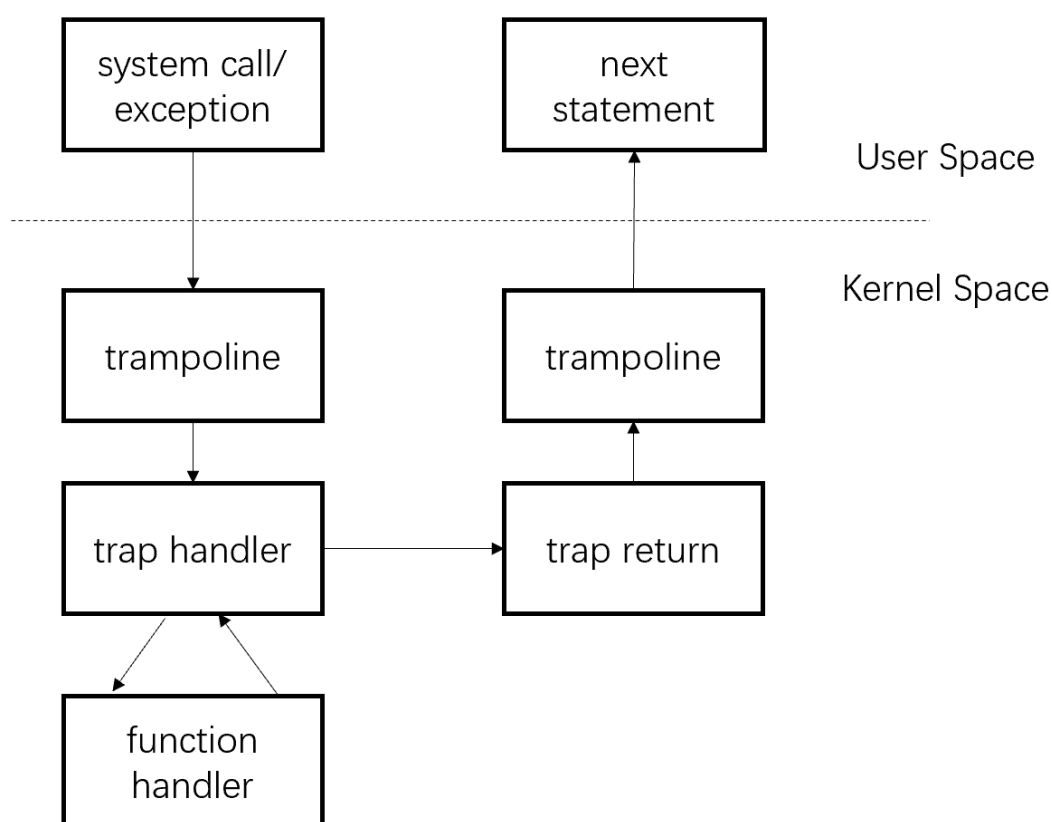 system call/
exception
next
statement
User Space
Kernel Space
trampoline
trampoline
trap handler
trap return
function
handler